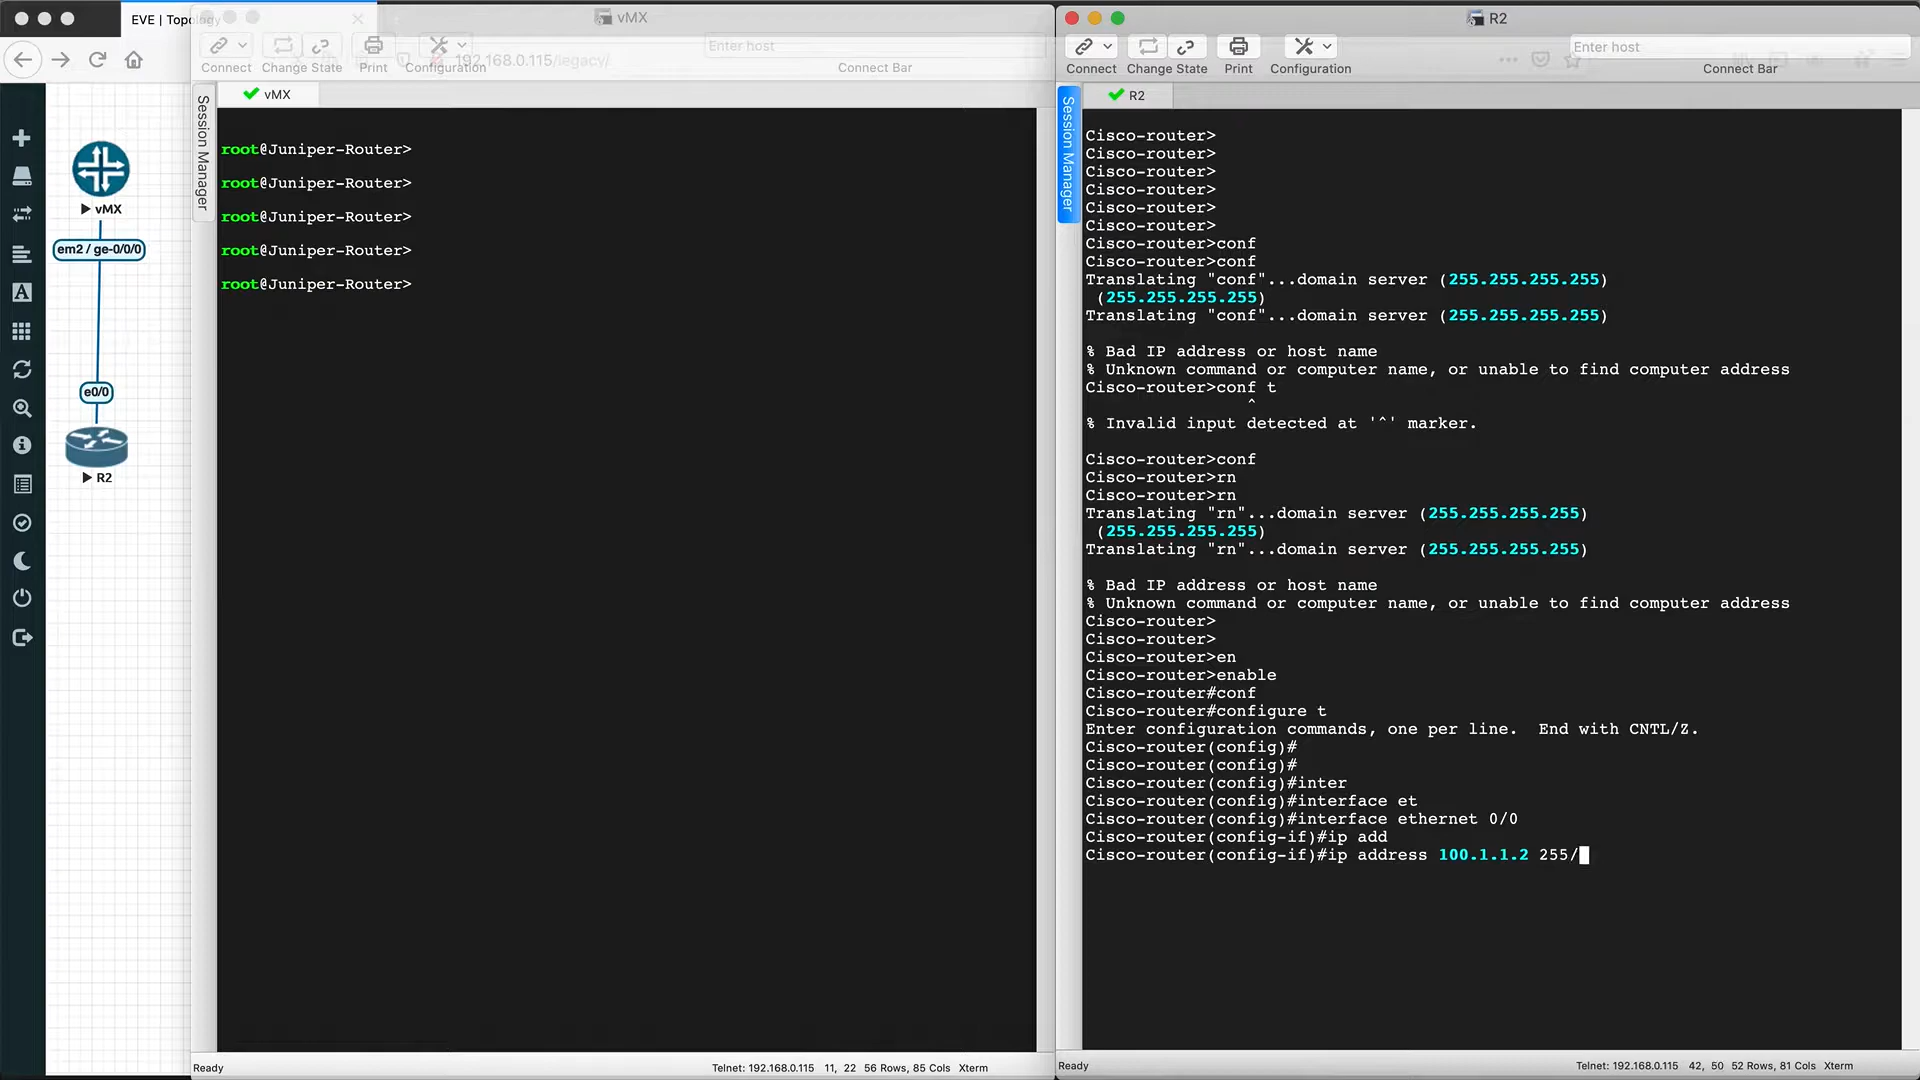 EVE | Topology
vMX
R2
Enter host
Connect
Change State
Print
Configuration
192.168.0.115/legacy/
Connect Bar
Enter host
Connect
Change State
Print
Configuration
Connect Bar
Session Manager
vMX
root@Juniper-Router>
root@Juniper-Router>
root@Juniper-Router>
root@Juniper-Router>
root@Juniper-Router>
vMX
em2 / ge-0/0/0
e0/0
R2
Session Manager
R2
Cisco-router>
Cisco-router>
Cisco-router>
Cisco-router>
Cisco-router>
Cisco-router>
Cisco-router>conf
Cisco-router>conf
Translating "conf"...domain server (255.255.255.255)
(255.255.255.255)
Translating "conf"...domain server (255.255.255.255)
% Bad IP address or host name
% Unknown command or computer name, or unable to find computer address
Cisco-router>conf t
^
% Invalid input detected at '^' marker.
Cisco-router>conf
Cisco-router>rn
Cisco-router>rn
Translating "rn"...domain server (255.255.255.255)
(255.255.255.255)
Translating "rn"...domain server (255.255.255.255)
% Bad IP address or host name
% Unknown command or computer name, or unable to find computer address
Cisco-router>
Cisco-router>
Cisco-router>en
Cisco-router>enable
Cisco-router#conf
Cisco-router#configure t
Enter configuration commands, one per line.  End with CNTL/Z.
Cisco-router(config)#
Cisco-router(config)#
Cisco-router(config)#inter
Cisco-router(config)#interface et
Cisco-router(config)#interface ethernet 0/0
Cisco-router(config-if)#ip add
Cisco-router(config-if)#ip address 100.1.1.2 255/
Ready
Telnet: 192.168.0.115 11, 22 56 Rows, 85 Cols Xterm
Ready
Telnet: 192.168.0.115 42, 50 52 Rows, 81 Cols Xterm